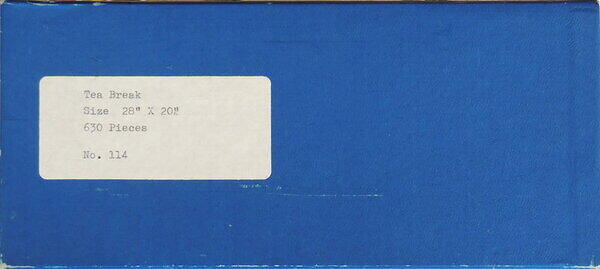 Tea Break
Size 28" X 20"
630 Pieces
No. 114